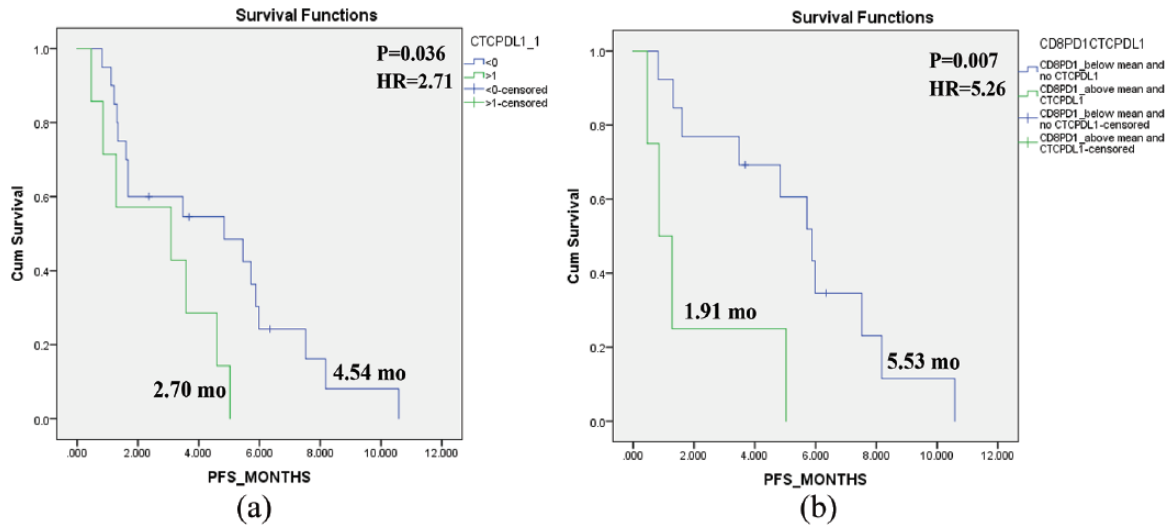 Survival Functions
P=0.036
HR=2.71
CTCPDL1_1
<0
>1
<0-censored
>1-censored
Cum Survival
1.0
0.8
0.6
0.4
0.2
0.0
2.70 mo
4.54 mo
.000 2.000 4.000 6.000 8.000 10.000 12.000
PFS_MONTHS
(a)
Survival Functions
P=0.007
HR=5.26
CD8PD1CTCPDL1
CD8PD1_below mean and
no CTCPDL1
CD8PD1_above mean and
CTCPDL1
CD8PD1_below mean and
no CTCPDL1-censored
CD8PD1_above mean and
CTCPDL1-censored
Cum Survival
1.0
0.8
0.6
0.4
0.2
0.0
1.91 mo
5.53 mo
.000 2.000 4.000 6.000 8.000 10.000 12.000
PFS_MONTHS
(b)